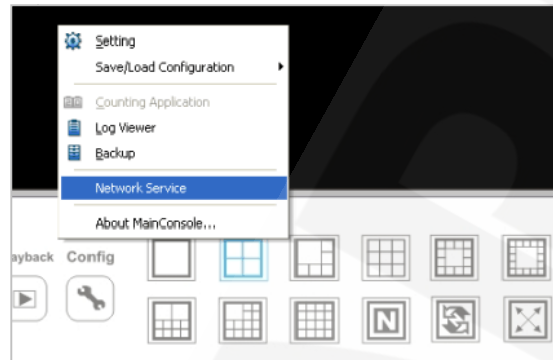 Setting
Save/Load Configuration
Counting Application
Log Viewer
Backup
Network Service
About MainConsole...
ayback Config
N